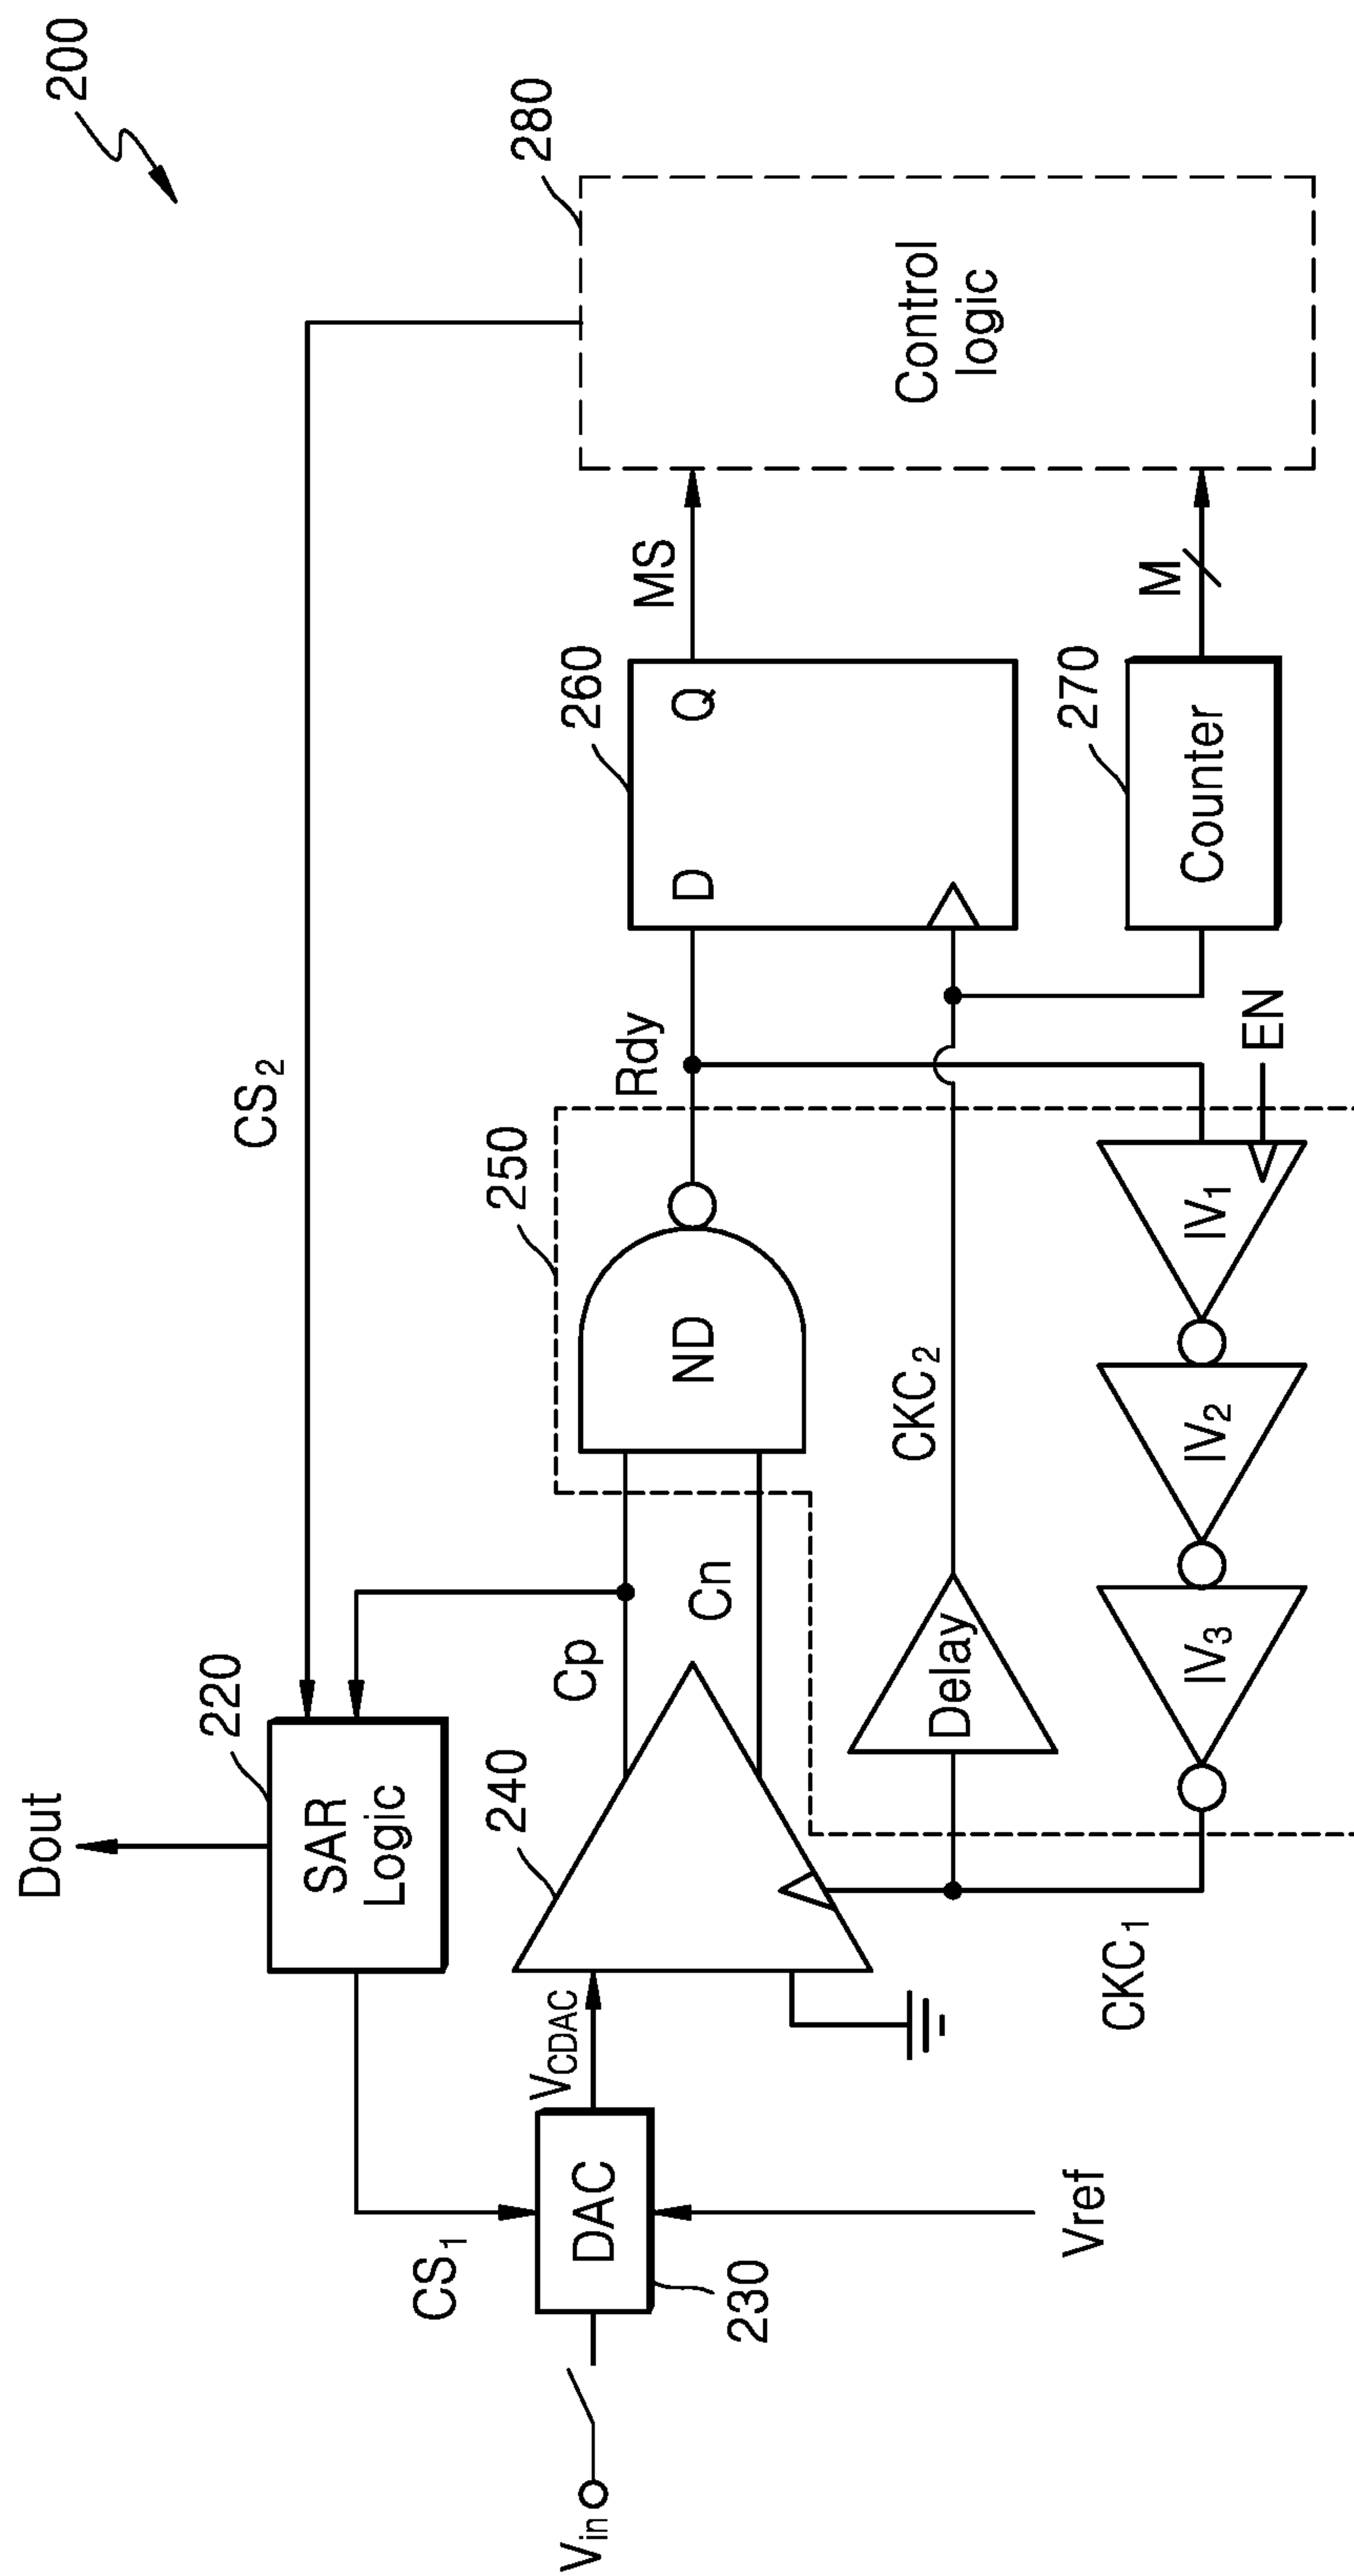 200
Dout
220
SAR
Logic
CS₂
280
CS₁
Vin
DAC
230
Vref
VCDAC
240
Cp
Cn
250
ND
Rdy
260
D
Q
MS
Control
logic
Delay
CKC₂
270
Counter
M
EN
IV₁
IV₂
IV₃
CKC₁